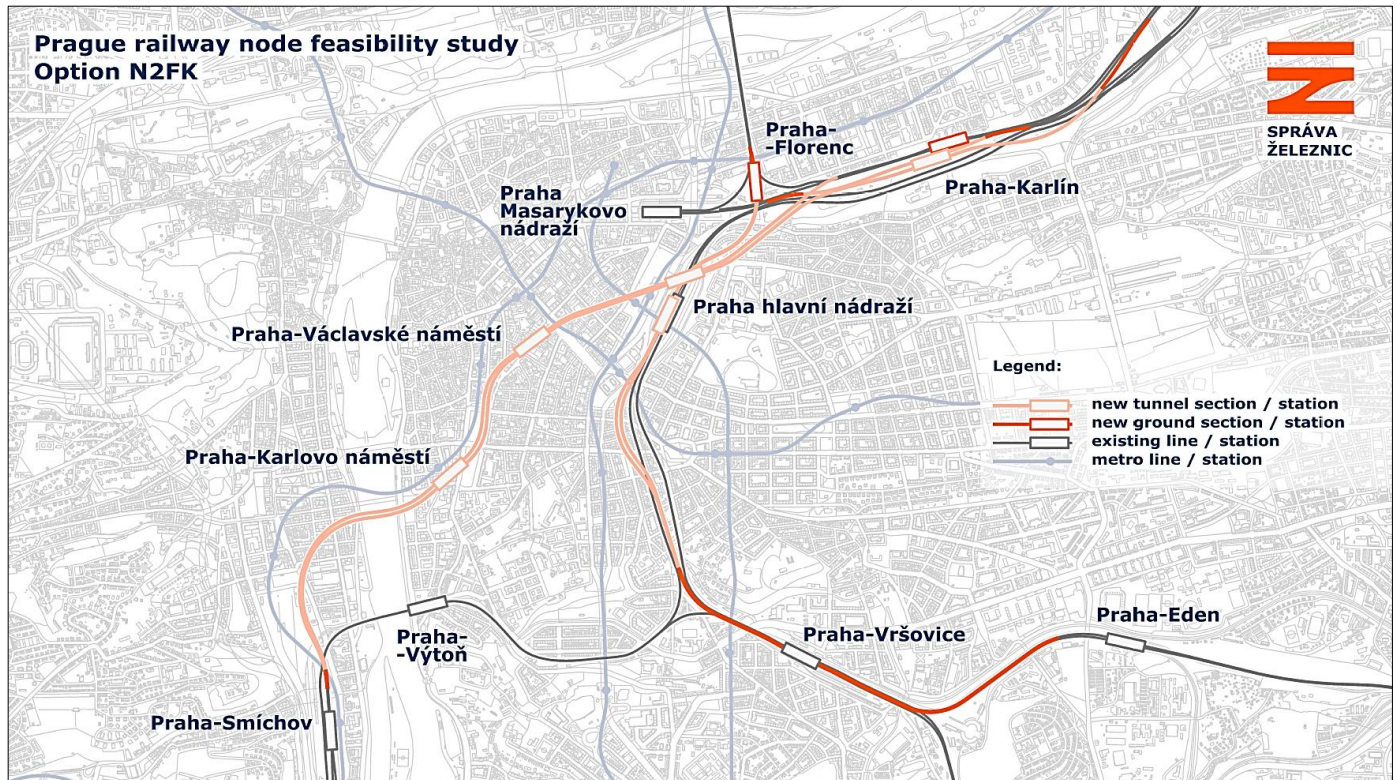 Prague railway node feasibility study
Option N2FK
SPRÁVA
ŽELEZNIC
Praha-
-Florenc
Praha-Karlín
Praha
Masarykovo
nádraží
Praha hlavní nádraží
Praha-Václavské náměstí
Legend:
new tunnel section / station
new ground section / station
existing line / station
metro line / station
Praha-Karlovo náměstí
Praha-Eden
Praha-Vršovice
Praha-
-Výtoň
Praha-Smíchov